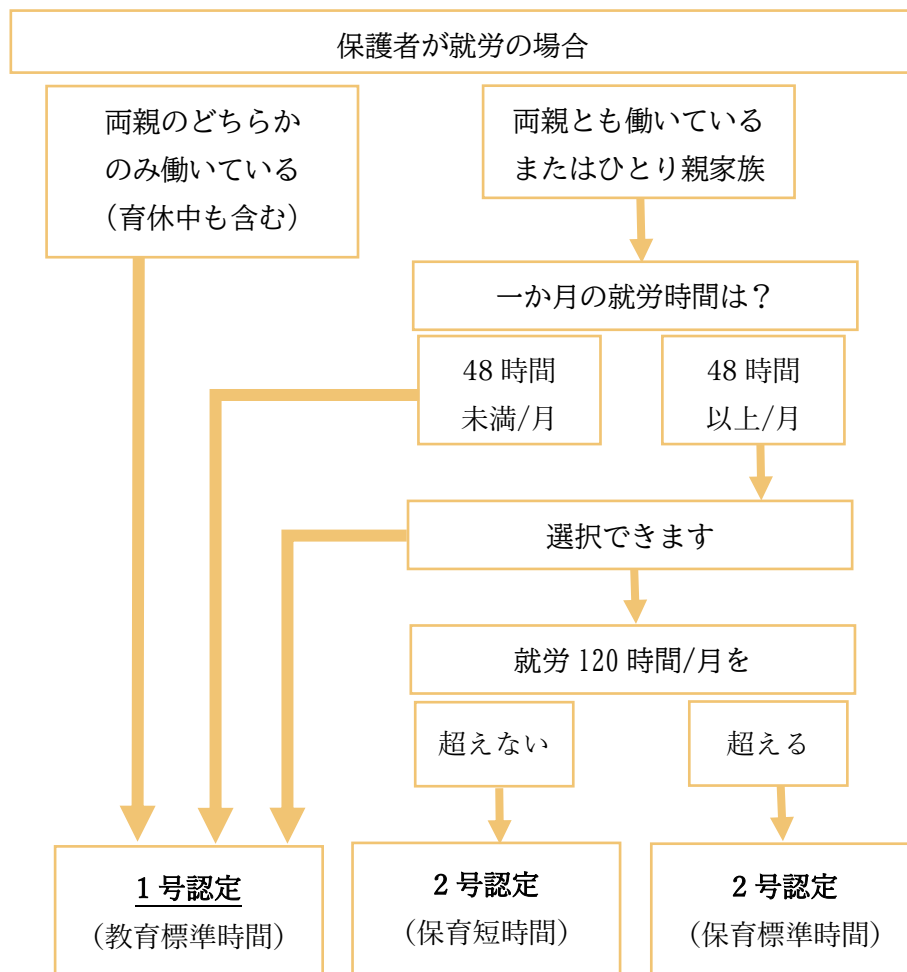 保護者が就労の場合
両親のどちらか
のみ働いている
（育休中も含む）
両親とも働いている
またはひとり親家族
一か月の就労時間は？
48 時間
未満/月
48 時間
以上/月
選択できます
就労 120 時間/月を
超えない
超える
1 号認定
（教育標準時間）
2 号認定
（保育短時間）
2 号認定
（保育標準時間）